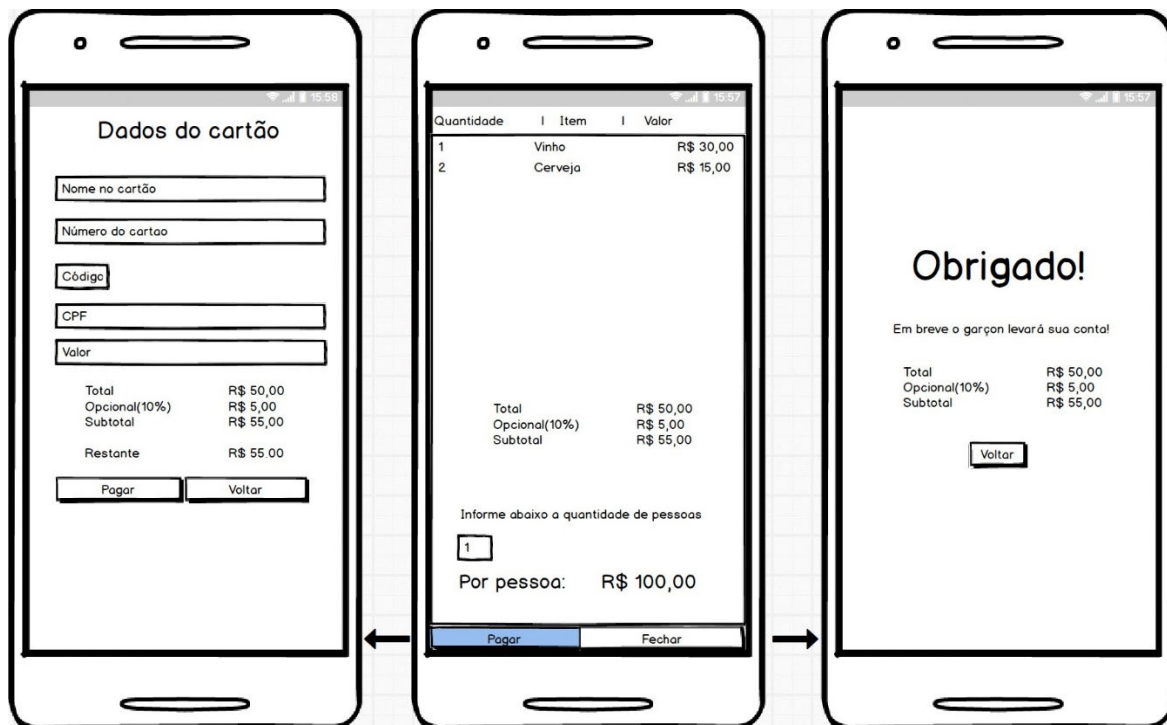 15:58
Dados do cartão
Nome no cartão
Número do cartao
Código
CPF
Valor
Total R$ 50,00
Opcional(10%) R$ 5,00
Subtotal R$ 55,00
Restante R$ 55.00
Pagar Voltar
15:57
Quantidade | Item | Valor
1 Vinho R$ 30,00
2 Cerveja R$ 15,00
Total R$ 50,00
Opcional(10%) R$ 5,00
Subtotal R$ 55,00
Informe abaixo a quantidade de pessoas
1
Por pessoa: R$ 100,00
Pagar Fechar
15:57
Obrigado!
Em breve o garçon levará sua conta!
Total R$ 50,00
Opcional(10%) R$ 5,00
Subtotal R$ 55,00
Voltar